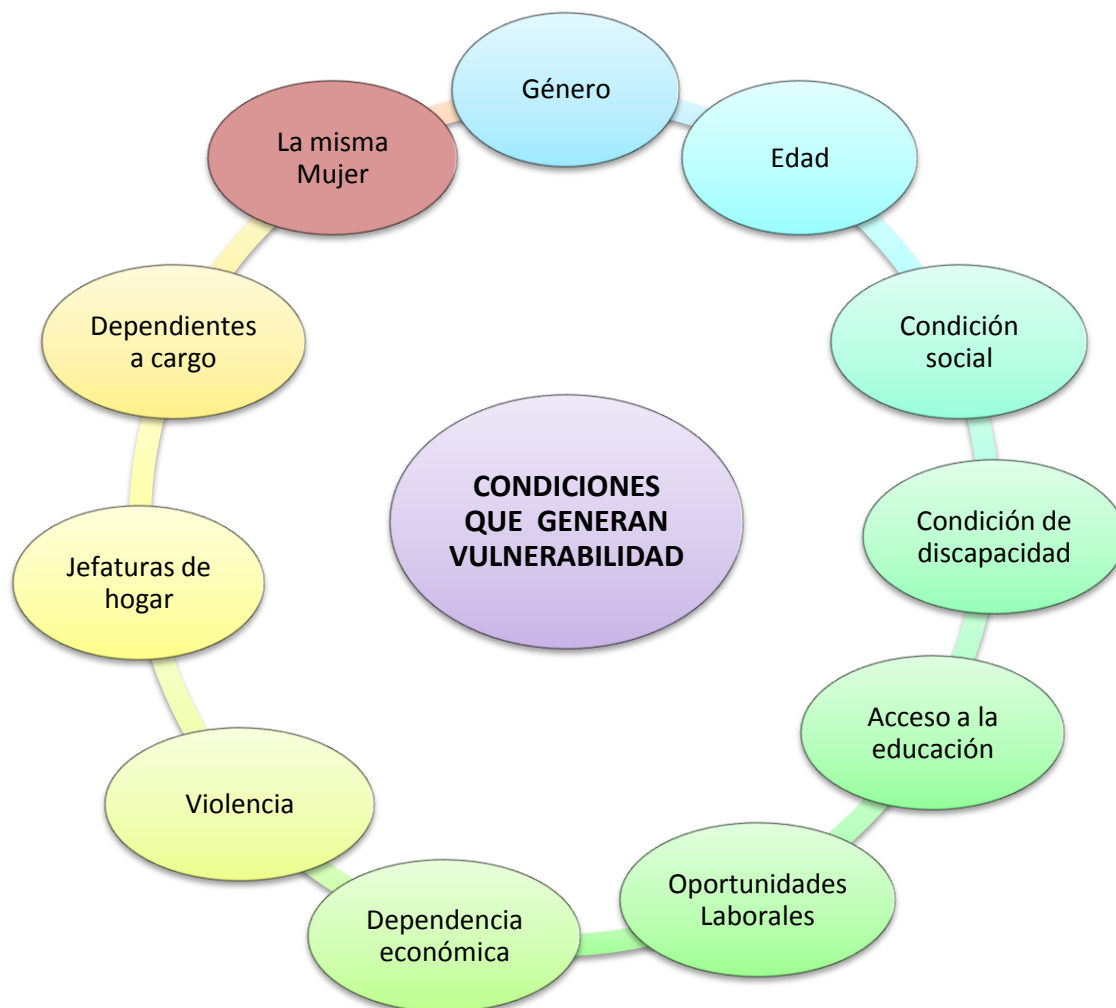 Género
Edad
Condición
social
Condición de
discapacidad
Acceso a la
educación
Oportunidades
Laborales
Dependencia
económica
Violencia
Jefaturas de
hogar
Dependientes
a cargo
La misma
Mujer
CONDICIONES
QUE GENERAN
VULNERABILIDAD